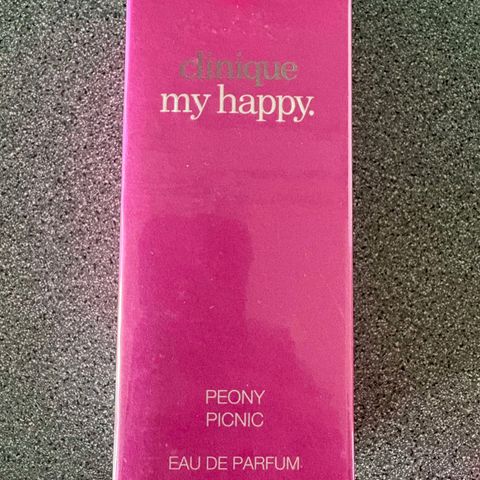 clinique
my happy.
PEONY
PICNIC
EAU DE PARFUM